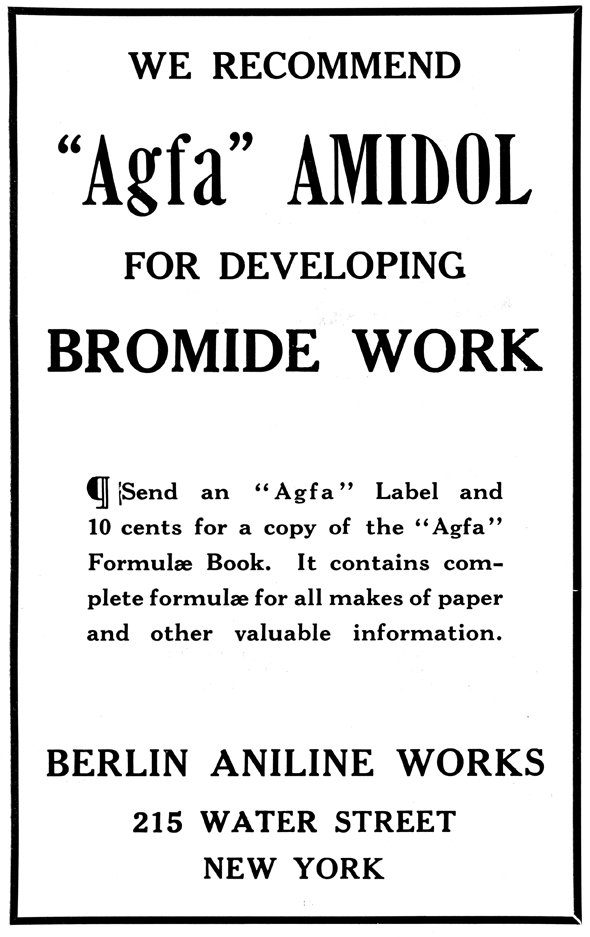 WE RECOMMEND
“Agfa” AMIDOL
FOR DEVELOPING
BROMIDE WORK
¶ Send an “Agfa” Label and
10 cents for a copy of the “Agfa”
Formulæ Book. It contains com-
plete formulæ for all makes of paper
and other valuable information.
BERLIN ANILINE WORKS
215 WATER STREET
NEW YORK